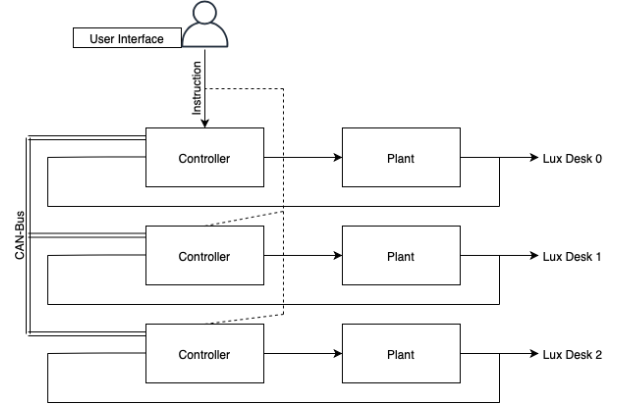 User Interface
Instruction
Controller
Plant
Lux Desk 0
CAN-Bus
Controller
Plant
Lux Desk 1
Controller
Plant
Lux Desk 2